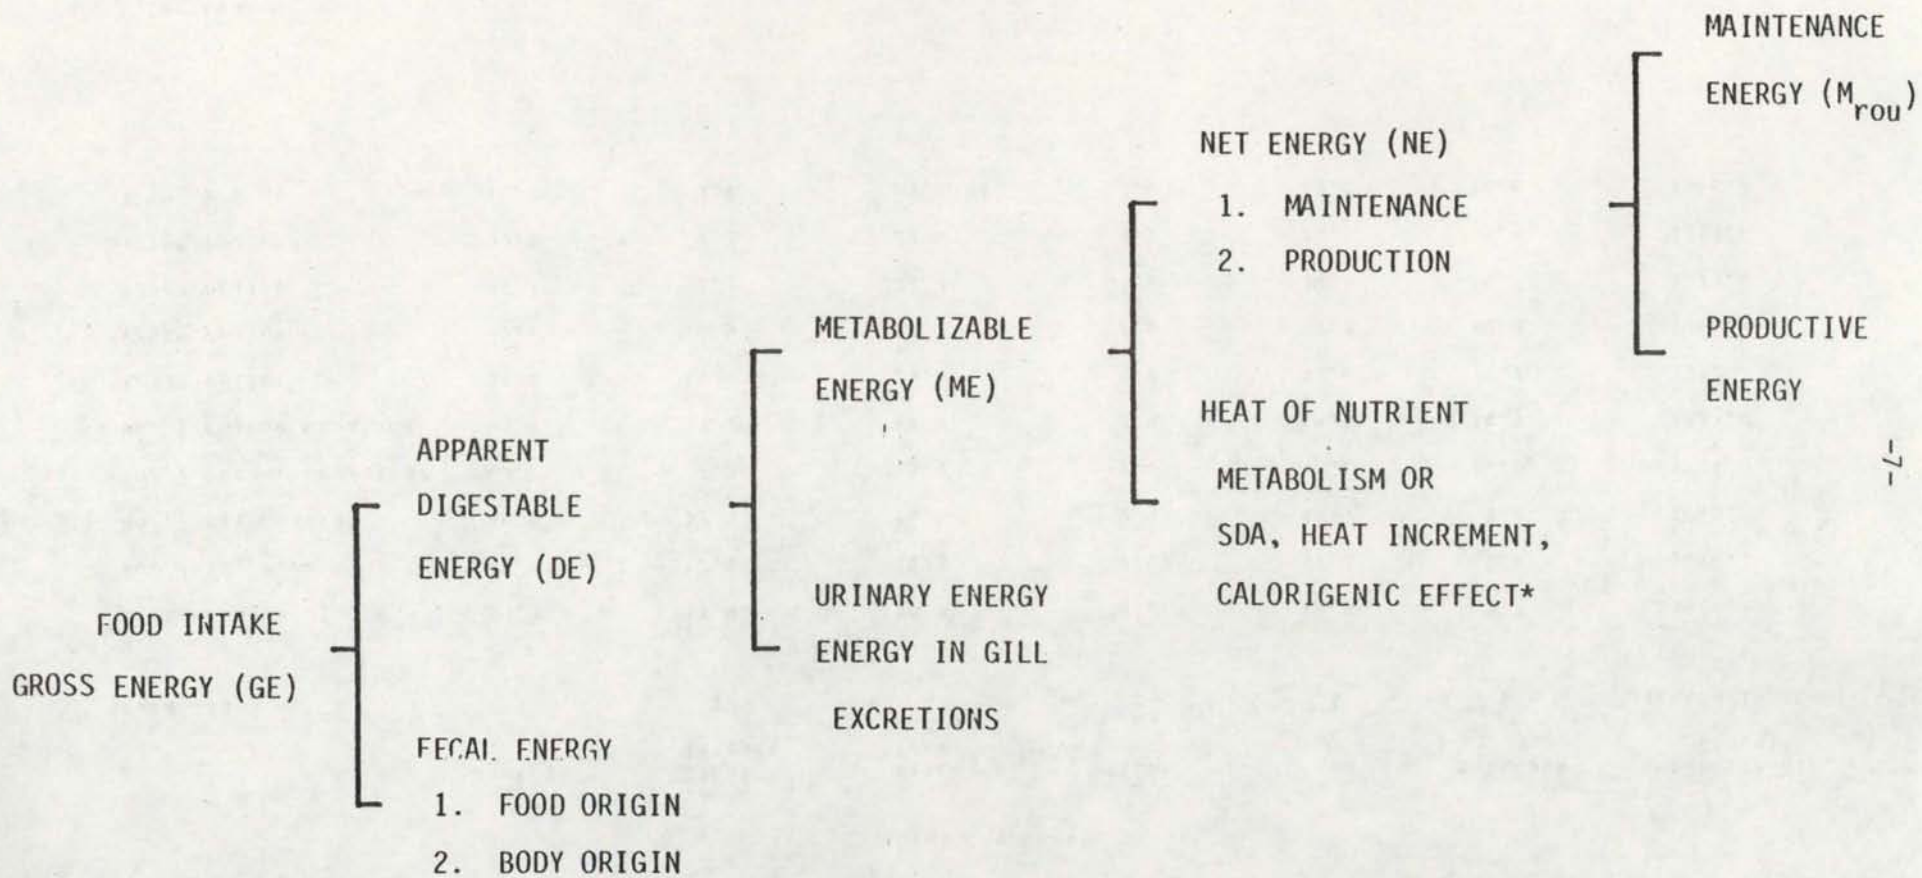 FOOD INTAKE
GROSS ENERGY (GE)
APPARENT
DIGESTABLE
ENERGY (DE)
FECAL ENERGY
1. FOOD ORIGIN
2. BODY ORIGIN
METABOLIZABLE
ENERGY (ME)
URINARY ENERGY
ENERGY IN GILL
EXCRETIONS
NET ENERGY (NE)
1. MAINTENANCE
2. PRODUCTION
HEAT OF NUTRIENT
METABOLISM OR
SDA, HEAT INCREMENT,
CALORIGENIC EFFECT*
MAINTENANCE
ENERGY (Mrou)
PRODUCTIVE
ENERGY
-7-